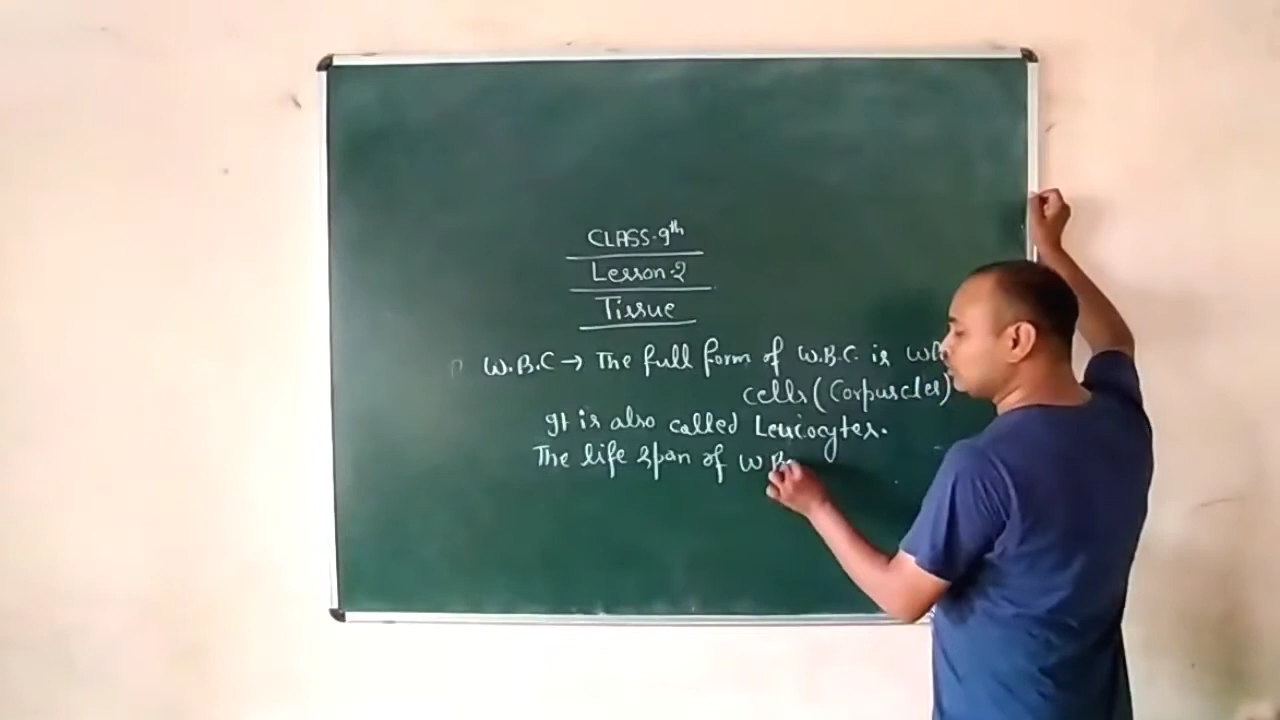 CLASS-9th
Lesson-2
Tissue
W.B.C → The full form of W.B.C. is
cells (Corpuscles)
It is also called Leucocytes.
The life span of W B